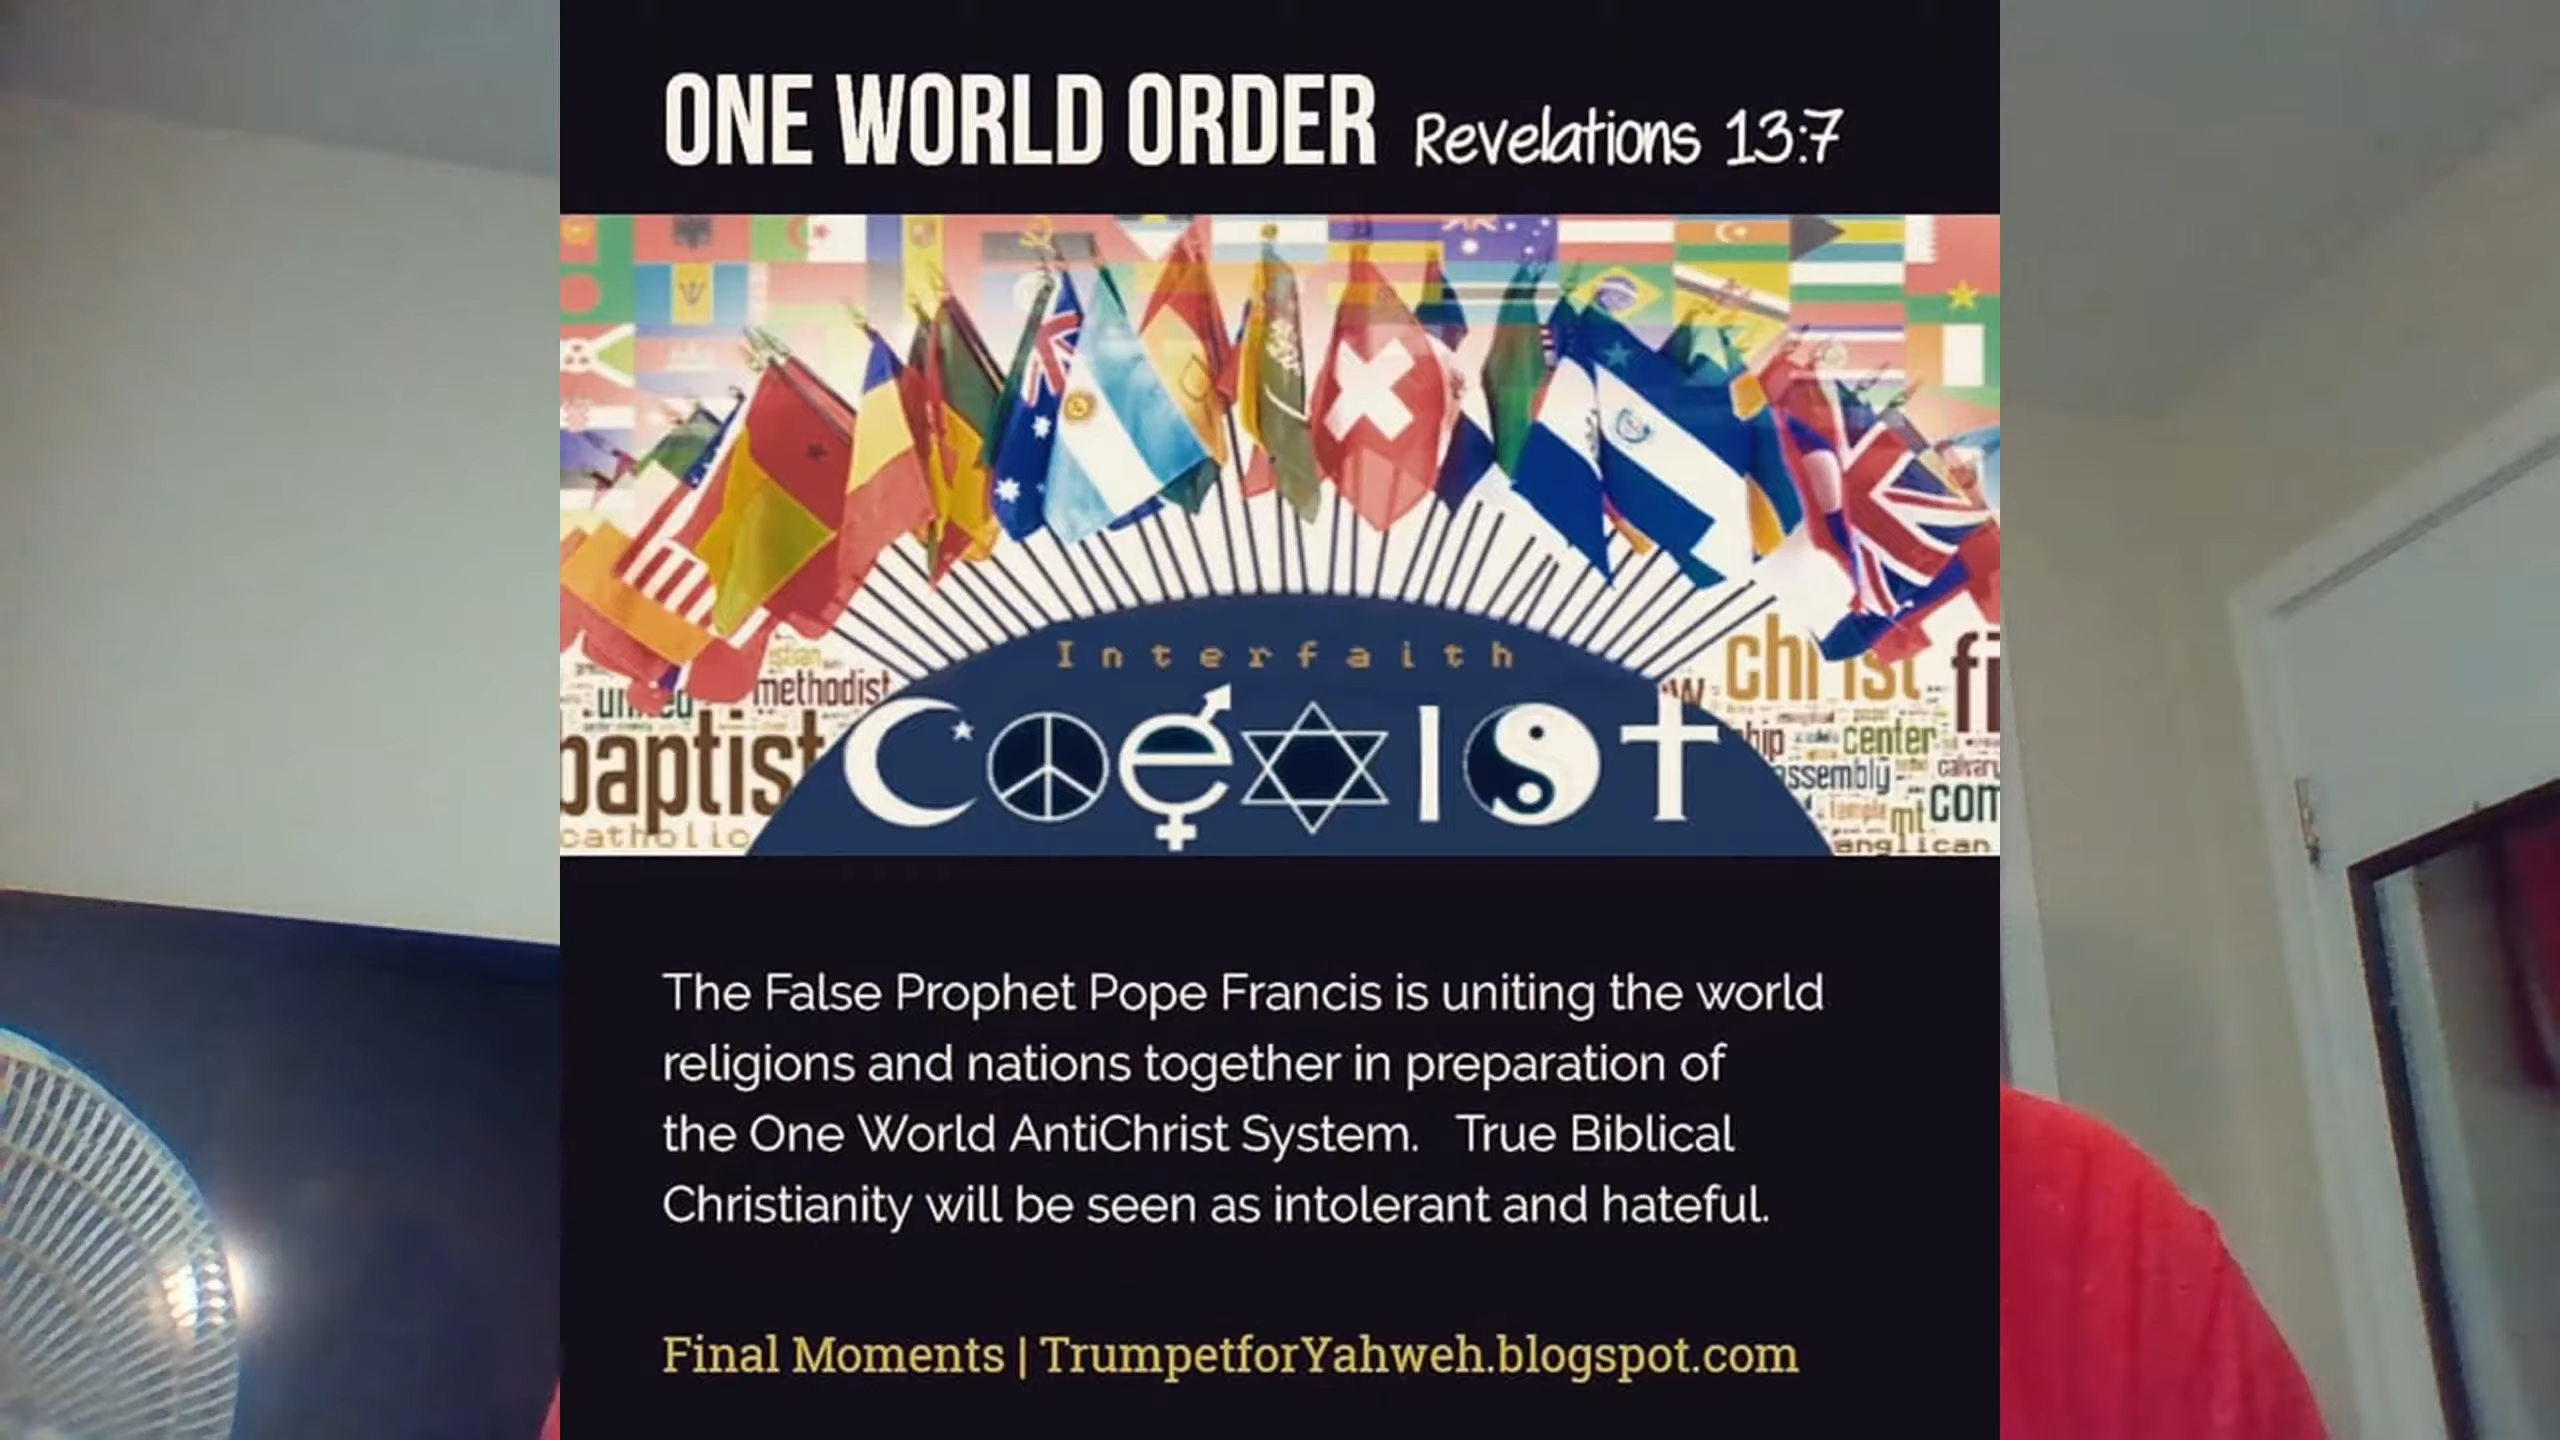 ONE WORLD ORDER Revelations 13:7
Interfaith
methodist
united
christ
baptist
coexist
center
assembly
mt
catholic
anglican
The False Prophet Pope Francis is uniting the world
religions and nations together in preparation of
the One World AntiChrist System. True Biblical
Christianity will be seen as intolerant and hateful.
Final Moments | TrumpetforYahweh.blogspot.com